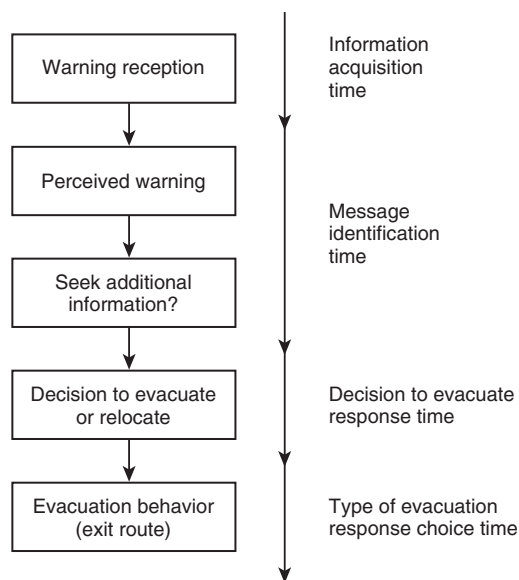 Warning reception
Information
acquisition
time
Perceived warning
Message
identification
time
Seek additional
information?
Decision to evacuate
or relocate
Decision to evacuate
response time
Evacuation behavior
(exit route)
Type of evacuation
response choice time